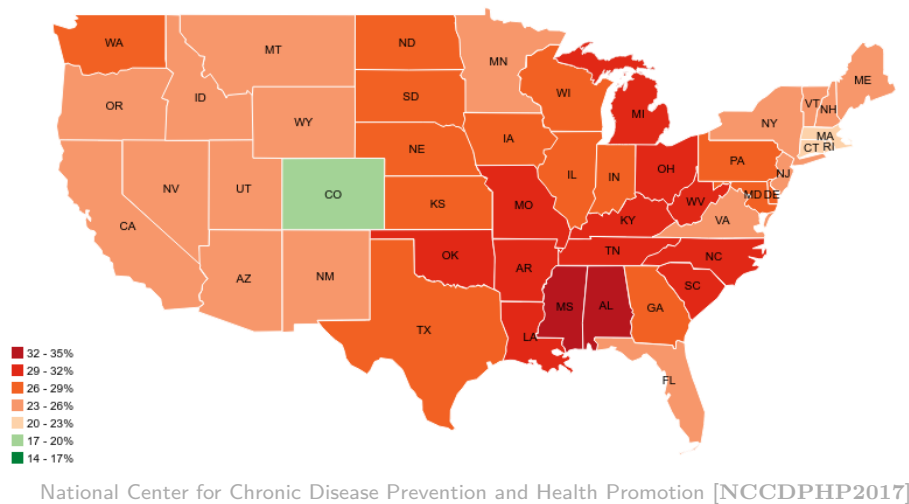 WA
MT
ND
MN
ME
OR
ID
WY
SD
WI
MI
NY
VT
NH
MA
CT
RI
NV
UT
CO
NE
IA
IL
IN
OH
PA
NJ
CA
KS
MO
KY
WV
VA
MD
DE
AZ
NM
OK
AR
TN
NC
TX
LA
MS
AL
GA
SC
FL
32 - 35%
29 - 32%
26 - 29%
23 - 26%
20 - 23%
17 - 20%
14 - 17%
National Center for Chronic Disease Prevention and Health Promotion [NCCDPHP2017]